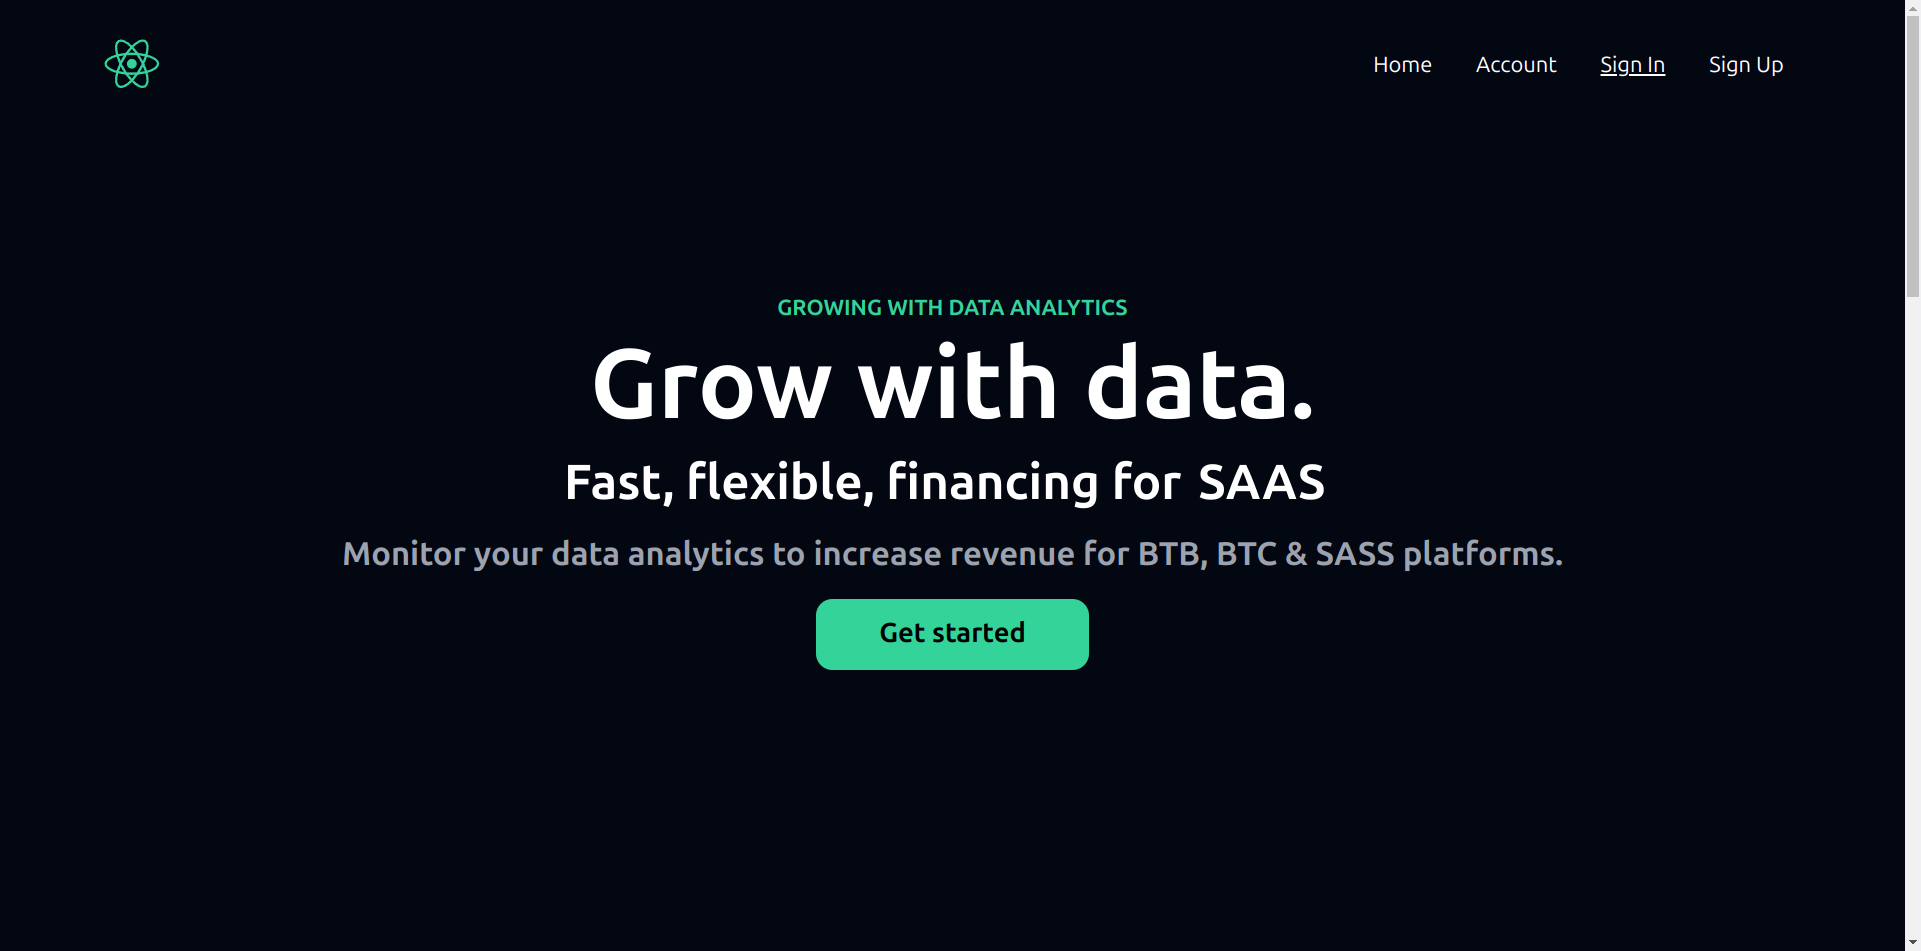 Home Account Sign In Sign Up
GROWING WITH DATA ANALYTICS
Grow with data.
Fast, flexible, financing for SAAS
Monitor your data analytics to increase revenue for BTB, BTC & SASS platforms.
Get started